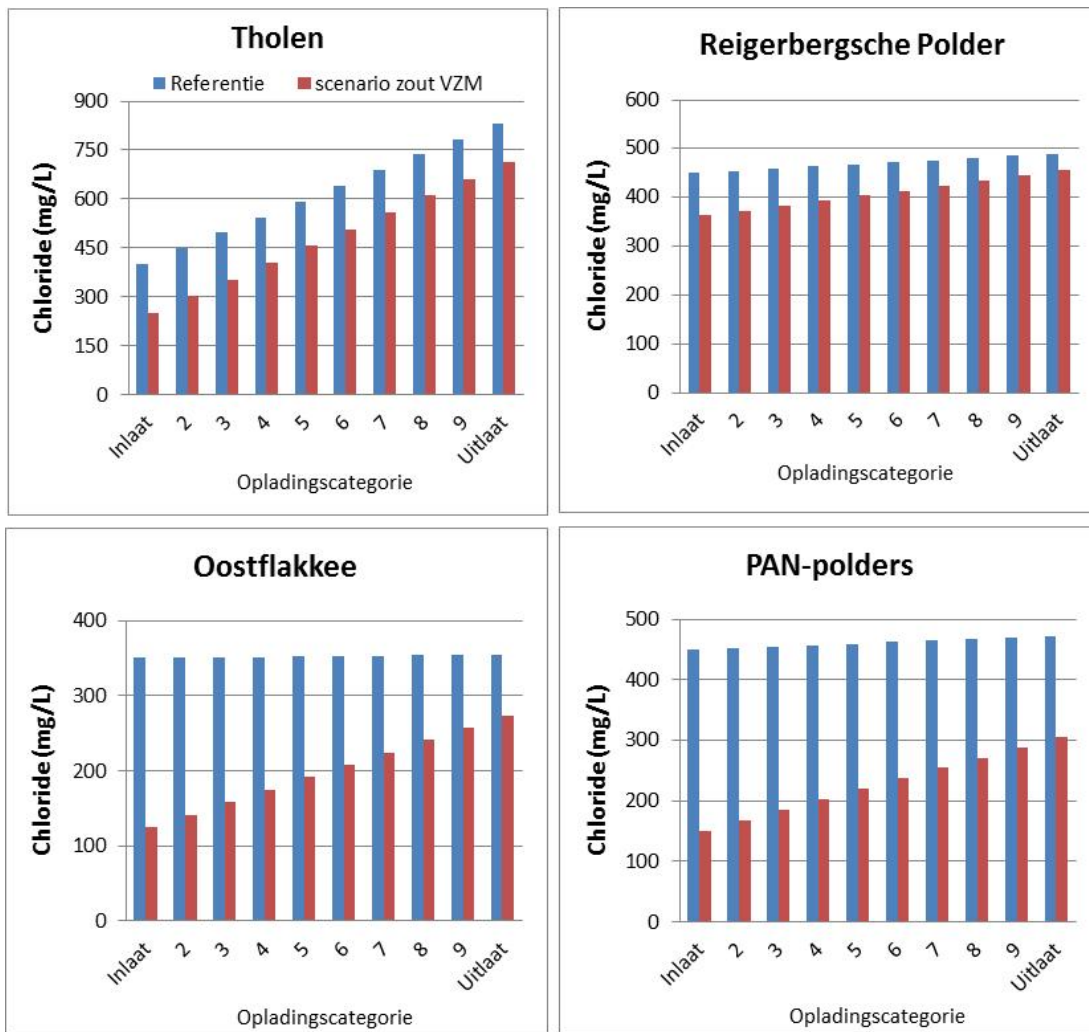 Tholen
Referentie scenario zout VZM
900
750
600
450
300
150
0
Chloride (mg/L)
Inlaat 2 3 4 5 6 7 8 9 Uitlaat
Opladingscategorie
Reigerbergsche Polder
600
500
400
300
200
100
0
Chloride (mg/L)
Inlaat 2 3 4 5 6 7 8 9 Uitlaat
Opladingscategorie
Oostflakkee
400
300
200
100
0
Chloride (mg/L)
Inlaat 2 3 4 5 6 7 8 9 Uitlaat
Opladingscategorie
PAN-polders
500
400
300
200
100
0
Chloride (mg/L)
Inlaat 2 3 4 5 6 7 8 9 Uitlaat
Opladingscategorie